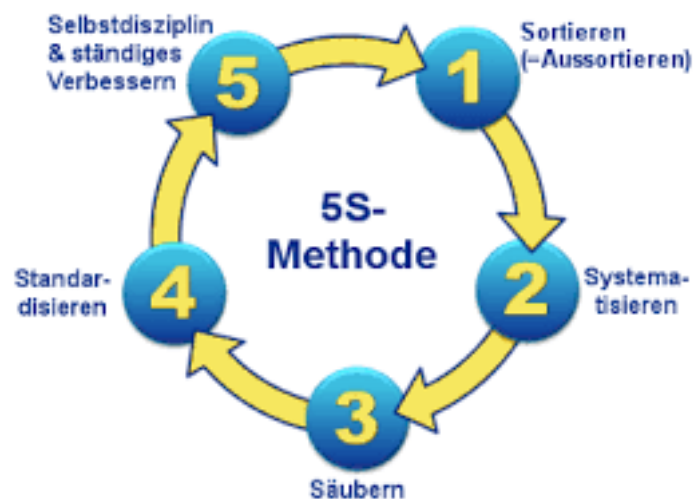 5S-
Methode
1
Sortieren
(=Aussortieren)
2
Systema-
tisieren
3
Säubern
4
Standar-
disieren
5
Selbstdisziplin
& ständiges
Verbessern